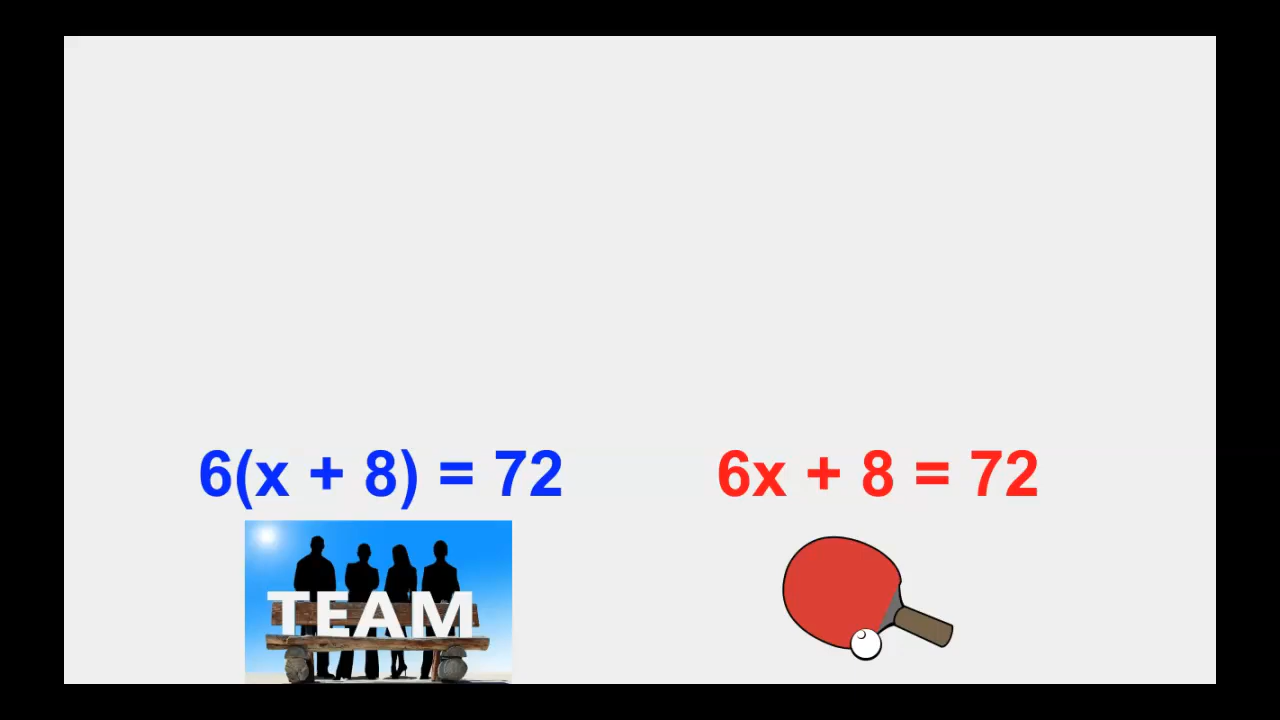 6(x + 8) = 72
6x + 8 = 72
TEAM